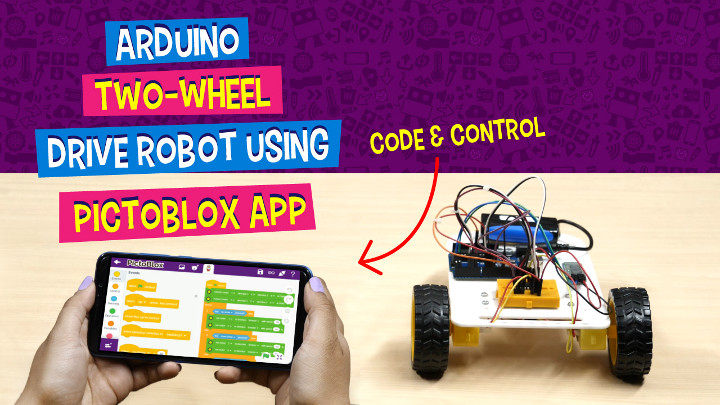 ARDUINO
TWO-WHEEL
DRIVE ROBOT USING
PICTOBLOX APP
CODE & CONTROL
PictoBlox